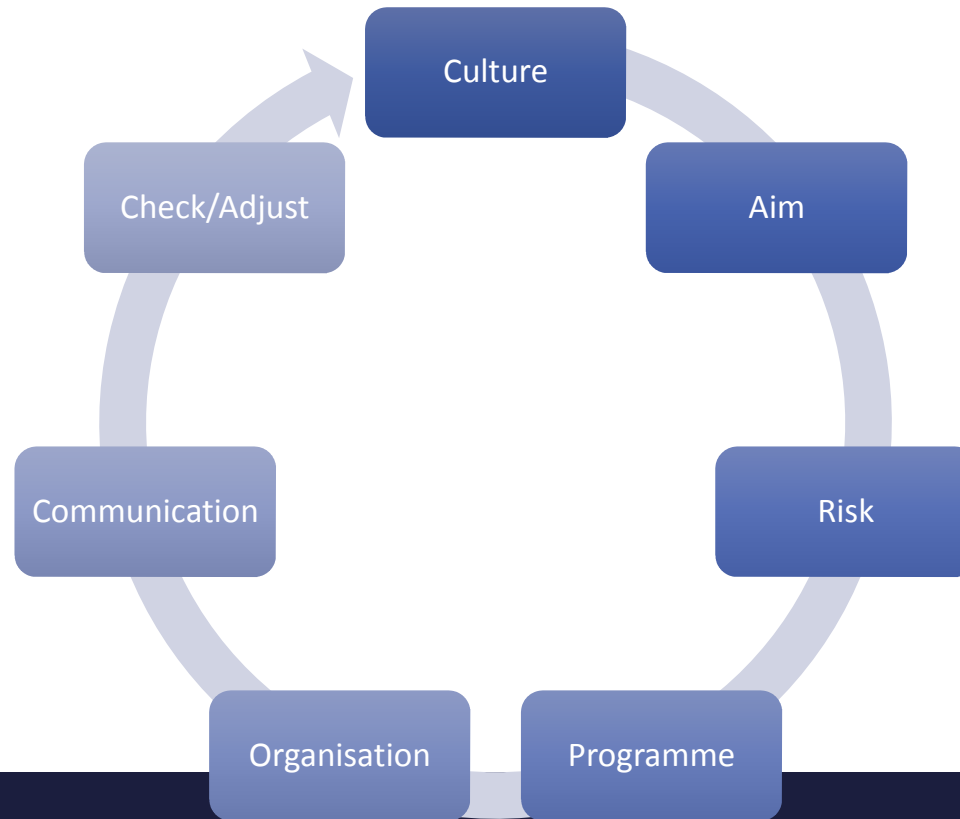 Culture
Aim
Risk
Programme
Organisation
Communication
Check/Adjust